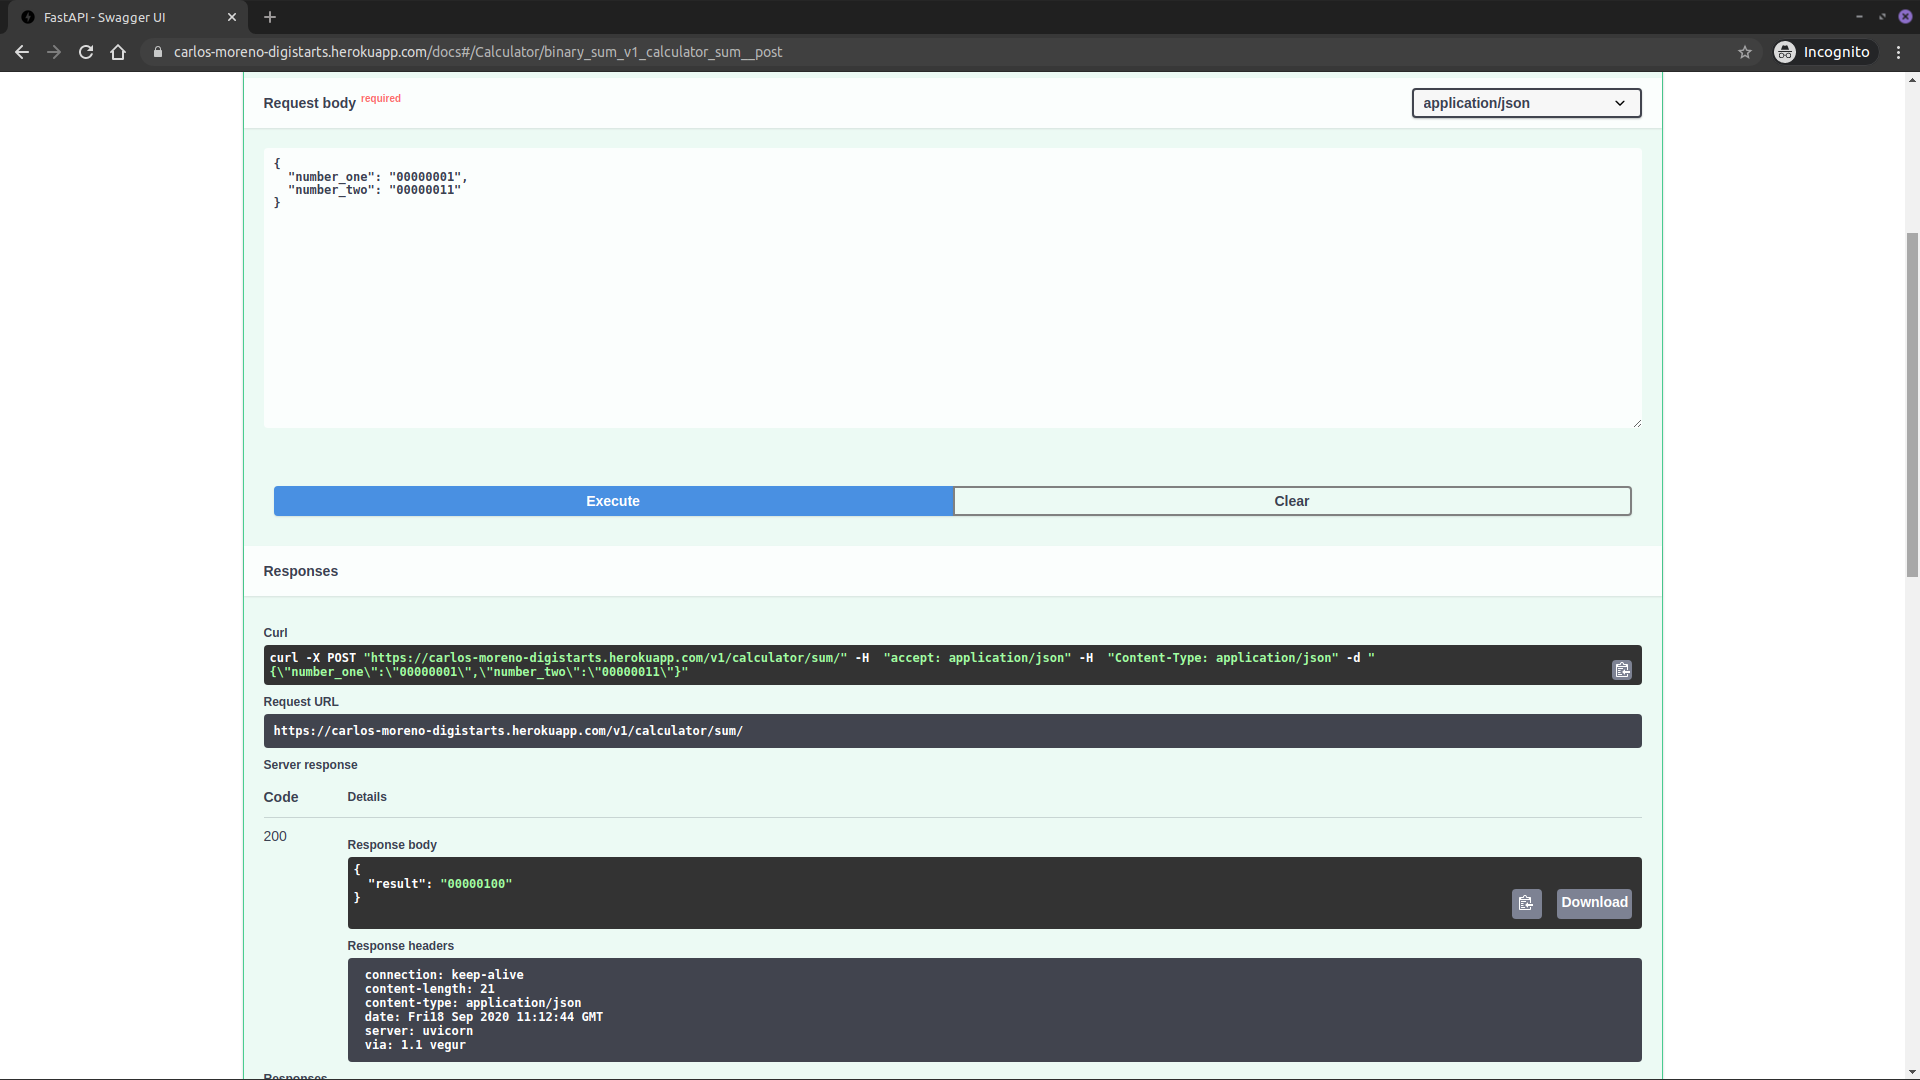 FastAPI - Swagger UI
carlos-moreno-digistarts.herokuapp.com/docs#/Calculator/binary_sum_v1_calculator_sum__post
Incognito
Request body required
application/json
{
"number_one": "00000001",
"number_two": "00000011"
}
Execute
Clear
Responses
Curl
curl -X POST "https://carlos-moreno-digistarts.herokuapp.com/v1/calculator/sum/" -H  "accept: application/json" -H  "Content-Type: application/json" -d "
{\"number_one\":\"00000001\",\"number_two\":\"00000011\"}"
Request URL
https://carlos-moreno-digistarts.herokuapp.com/v1/calculator/sum/
Server response
Code Details
200
Response body
{
"result": "00000100"
}
Download
Response headers
connection: keep-alive
content-length: 21
content-type: application/json
date: Fri18 Sep 2020 11:12:44 GMT
server: uvicorn
via: 1.1 vegur
Responses